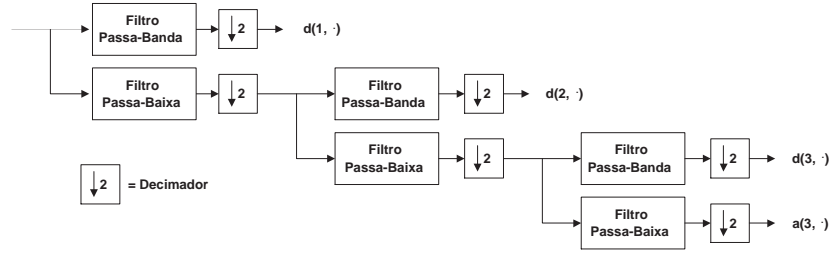 Filtro
Passa-Banda
2
d(1, ·)
Filtro
Passa-Baixa
2
Filtro
Passa-Banda
2
d(2, ·)
Filtro
Passa-Baixa
2
Filtro
Passa-Banda
2
d(3, ·)
2 = Decimador
Filtro
Passa-Baixa
2
a(3, ·)